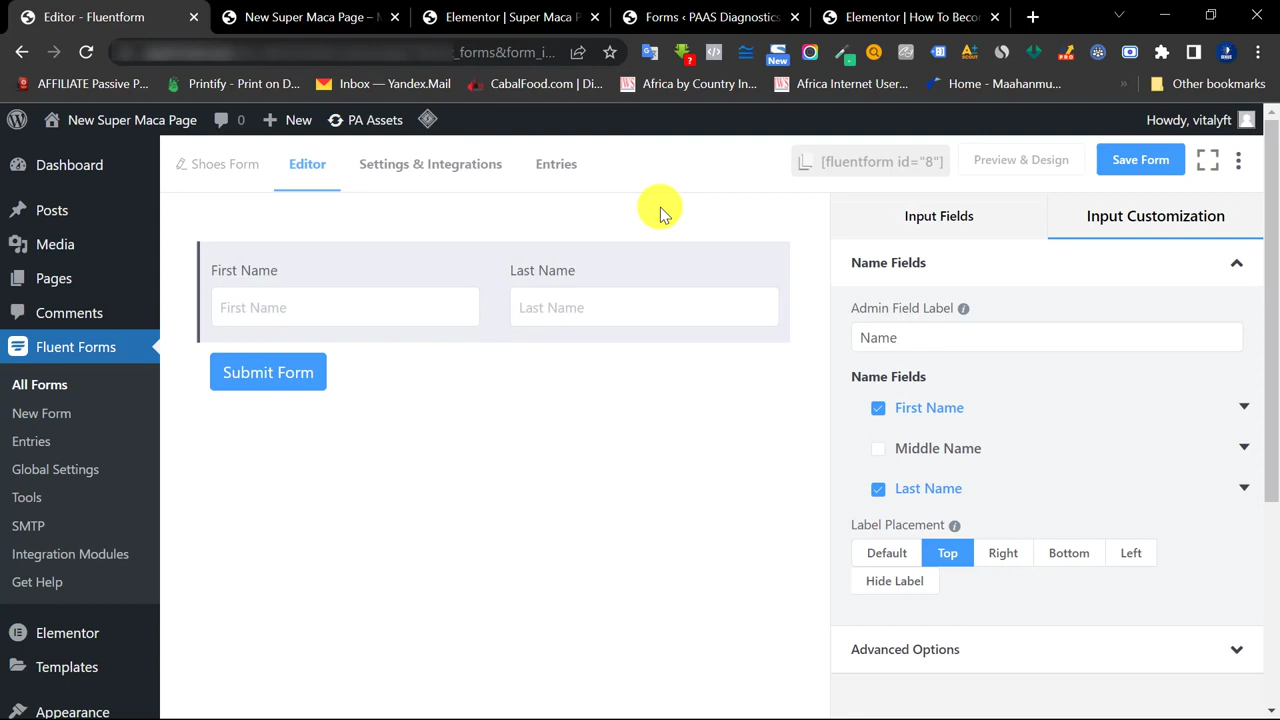 Editor - Fluentform
New Super Maca Page –
Elementor | Super Maca P
Forms ‹ PAAS Diagnostics
Elementor | How To Becor
_forms&form_i...
New
PRO
AFFILIATE Passive P...
Printify - Print on D...
Inbox — Yandex.Mail
CabalFood.com | Di...
Africa by Country In...
Africa Internet User...
Home - Maahanmu...
»
Other bookmarks
New Super Maca Page
0
New
PA Assets
Howdy, vitalyft
Dashboard
Posts
Media
Pages
Comments
Fluent Forms
All Forms
New Form
Entries
Global Settings
Tools
SMTP
Integration Modules
Get Help
Elementor
Templates
Appearance
Shoes Form
Editor
Settings & Integrations
Entries
[fluentform id="8"]
Preview & Design
Save Form
First Name
Last Name
First Name
Last Name
Submit Form
Input Fields
Input Customization
Name Fields
Admin Field Label
Name
Name Fields
First Name
Middle Name
Last Name
Label Placement
Default
Top
Right
Bottom
Left
Hide Label
Advanced Options